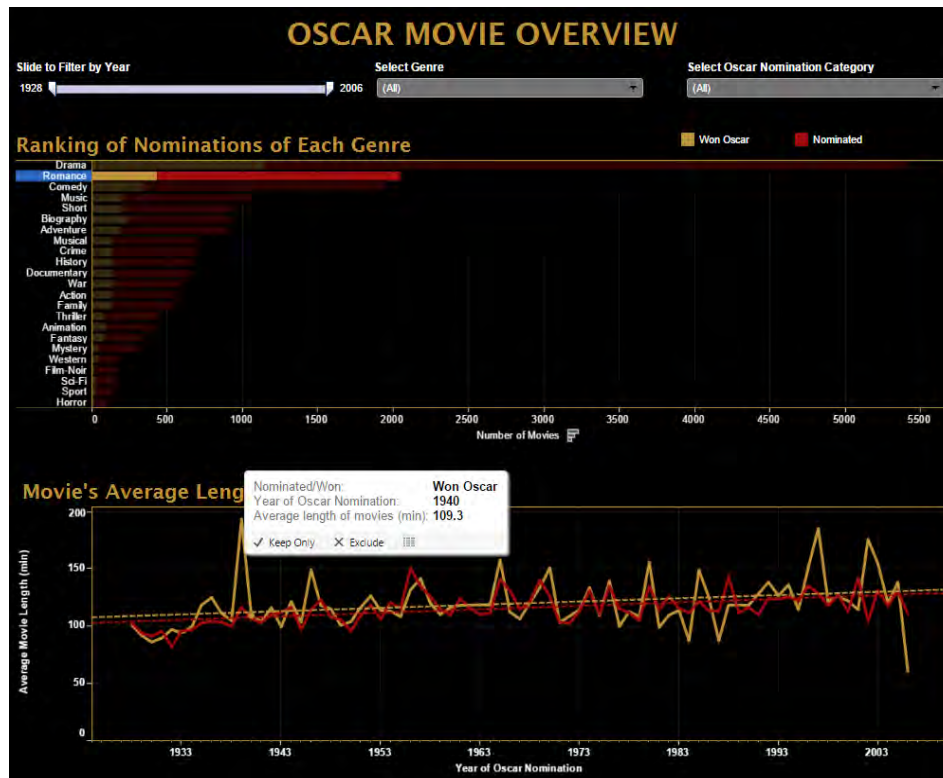 OSCAR MOVIE OVERVIEW
Slide to Filter by Year
Select Genre
Select Oscar Nomination Category
1928
2006
(All)
(All)
Ranking of Nominations of Each Genre
Won Oscar
Nominated
Drama
Romance
Comedy
Music
Short
Biography
Adventure
Musical
Crime
History
Documentary
War
Action
Family
Thriller
Animation
Fantasy
Mystery
Western
Film-Noir
Sci-Fi
Sport
Horror
0 500 1000 1500 2000 2500 3000 3500 4000 4500 5000 5500
Number of Movies
Movie's Average Leng
Nominated/Won: Won Oscar
Year of Oscar Nomination: 1940
Average length of movies (min): 109.3
Keep Only Exclude
Average Movie Length (min)
200
150
100
50
0
1933 1943 1953 1963 1973 1983 1993 2003
Year of Oscar Nomination